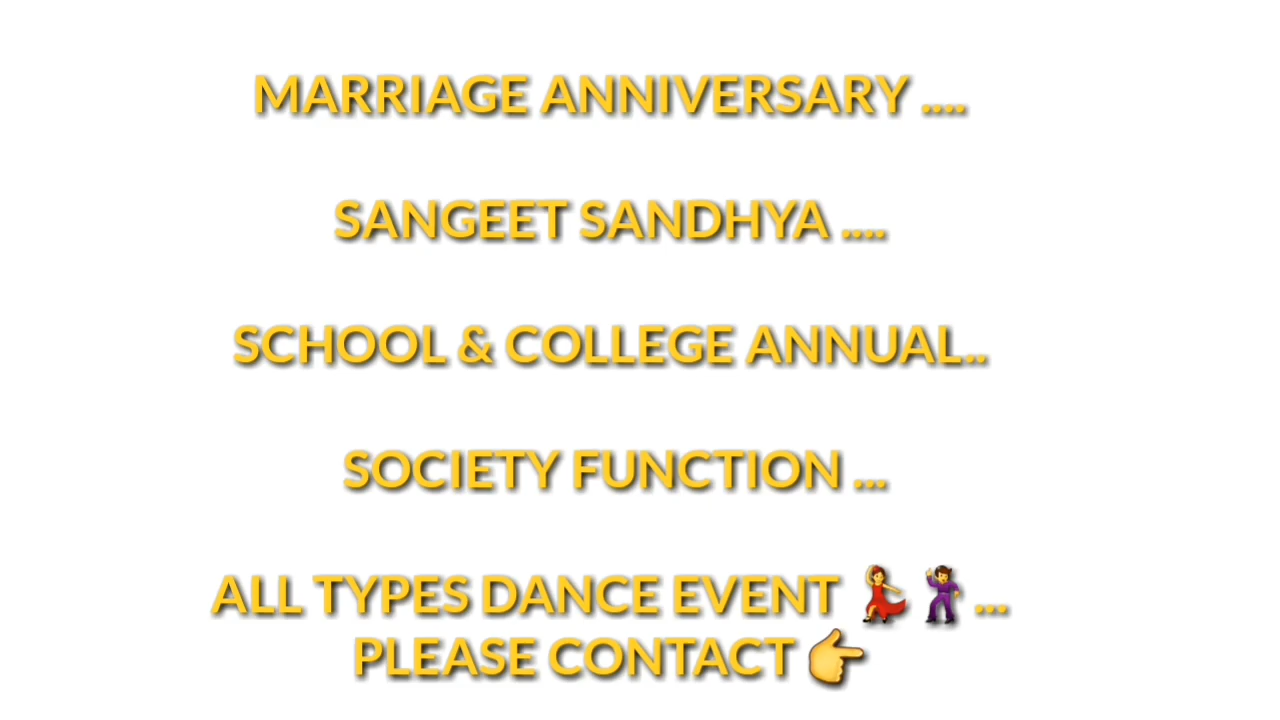 MARRIAGE ANNIVERSARY ....
SANGEET SANDHYA ....
SCHOOL & COLLEGE ANNUAL..
SOCIETY FUNCTION ...
ALL TYPES DANCE EVENT 💃🕺...
PLEASE CONTACT 👉